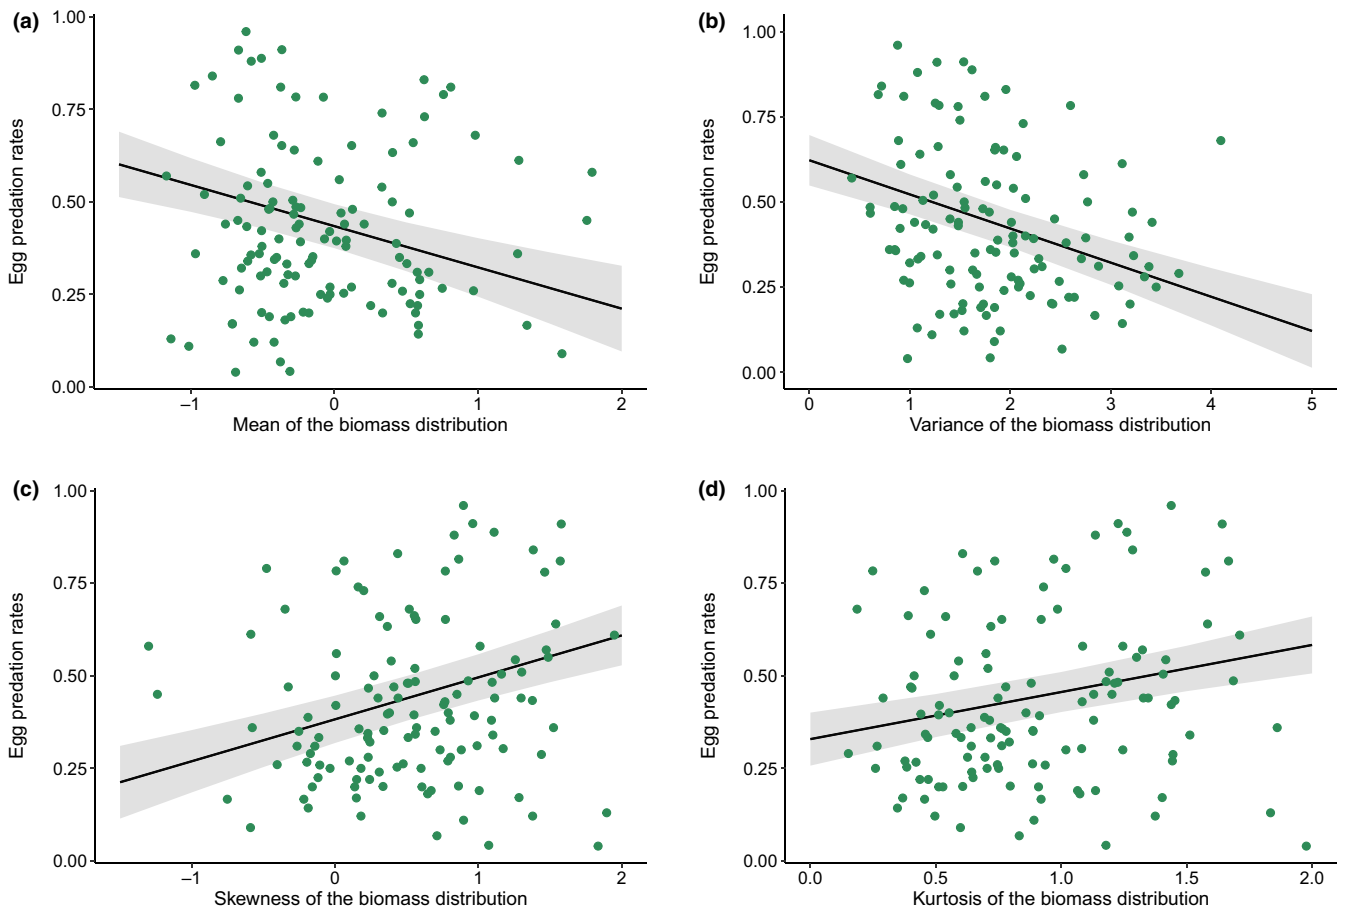 (a)
Egg predation rates
1.00
0.75
0.50
0.25
0.00
–1 0 1 2
Mean of the biomass distribution
(b)
Egg predation rates
1.00
0.75
0.50
0.25
0.00
0 1 2 3 4 5
Variance of the biomass distribution
(c)
Egg predation rates
1.00
0.75
0.50
0.25
0.00
–1 0 1 2
Skewness of the biomass distribution
(d)
Egg predation rates
1.00
0.75
0.50
0.25
0.00
0.0 0.5 1.0 1.5 2.0
Kurtosis of the biomass distribution